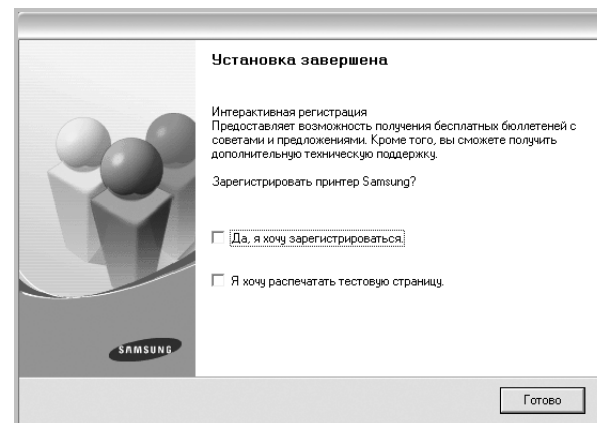 Установка завершена
Интерактивная регистрация
Предоставляет возможность получения бесплатных бюллетеней с
советами и предложениями. Кроме того, вы сможете получить
дополнительную техническую поддержку.
Зарегистрировать принтер Samsung?
Да, я хочу зарегистрироваться.
Я хочу распечатать тестовую страницу.
SAMSUNG
Готово